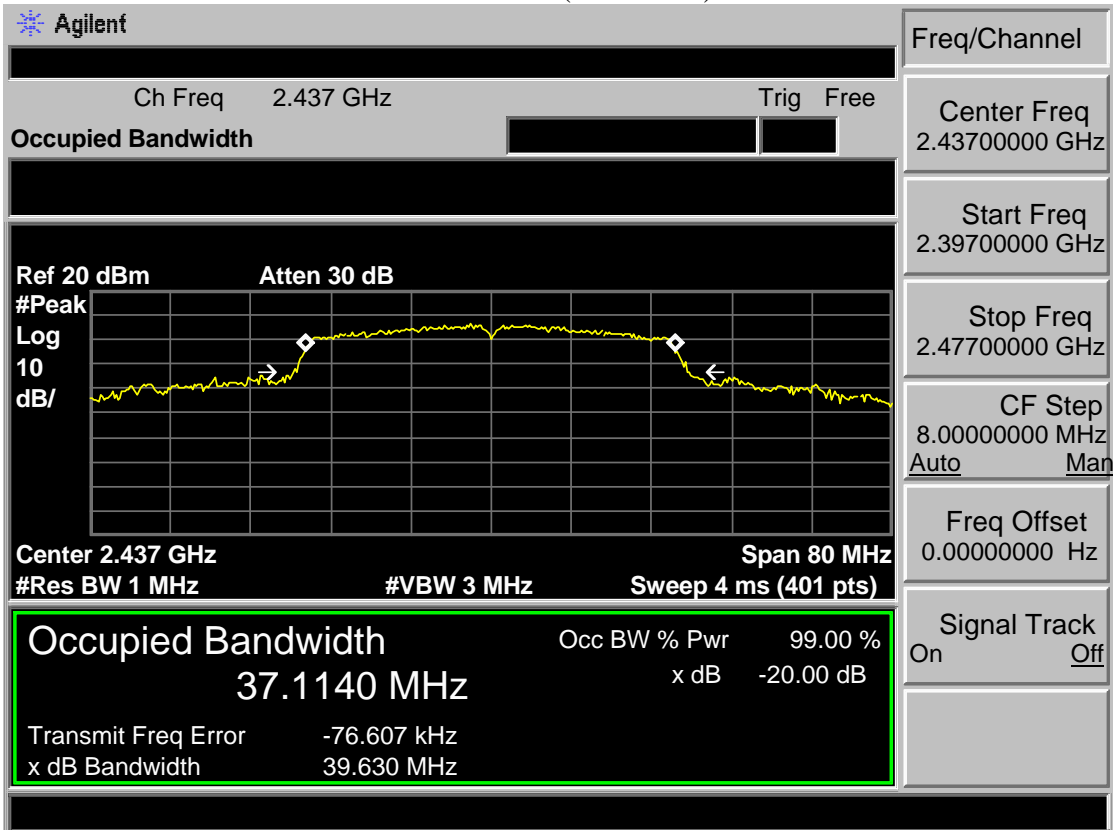 Agilent
Freq/Channel
Ch Freq 2.437 GHz Trig Free
Occupied Bandwidth
Center Freq
2.43700000 GHz
Start Freq
2.39700000 GHz
Ref 20 dBm Atten 30 dB
#Peak
Log
10
dB/
Stop Freq
2.47700000 GHz
CF Step
8.00000000 MHz
Auto Man
Center 2.437 GHz Span 80 MHz
#Res BW 1 MHz #VBW 3 MHz Sweep 4 ms (401 pts)
Freq Offset
0.00000000 Hz
Occupied Bandwidth Occ BW % Pwr 99.00 %
37.1140 MHz x dB -20.00 dB
Transmit Freq Error -76.607 kHz
x dB Bandwidth 39.630 MHz
Signal Track
On Off